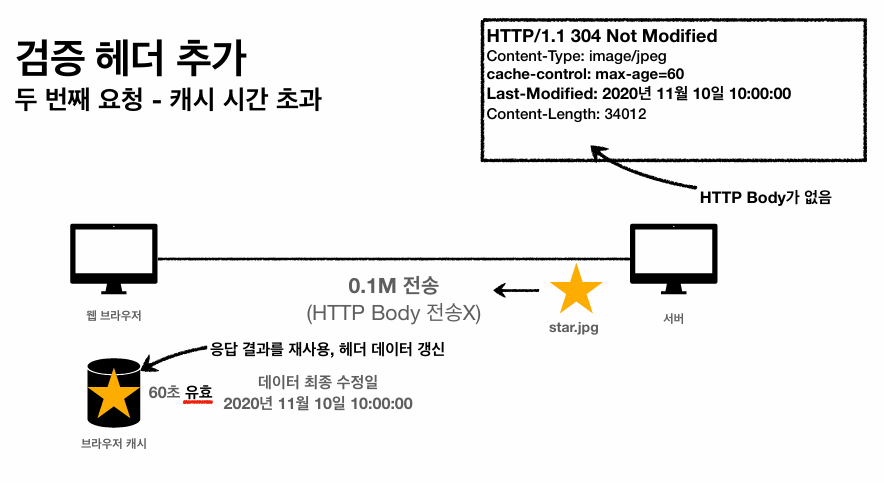 검증 헤더 추가
두 번째 요청 - 캐시 시간 초과
HTTP/1.1 304 Not Modified
Content-Type: image/jpeg
cache-control: max-age=60
Last-Modified: 2020년 11월 10일 10:00:00
Content-Length: 34012
HTTP Body가 없음
0.1M 전송
(HTTP Body 전송X)
star.jpg
웹 브라우저
서버
응답 결과를 재사용, 헤더 데이터 갱신
60초 유효
데이터 최종 수정일
2020년 11월 10일 10:00:00
브라우저 캐시